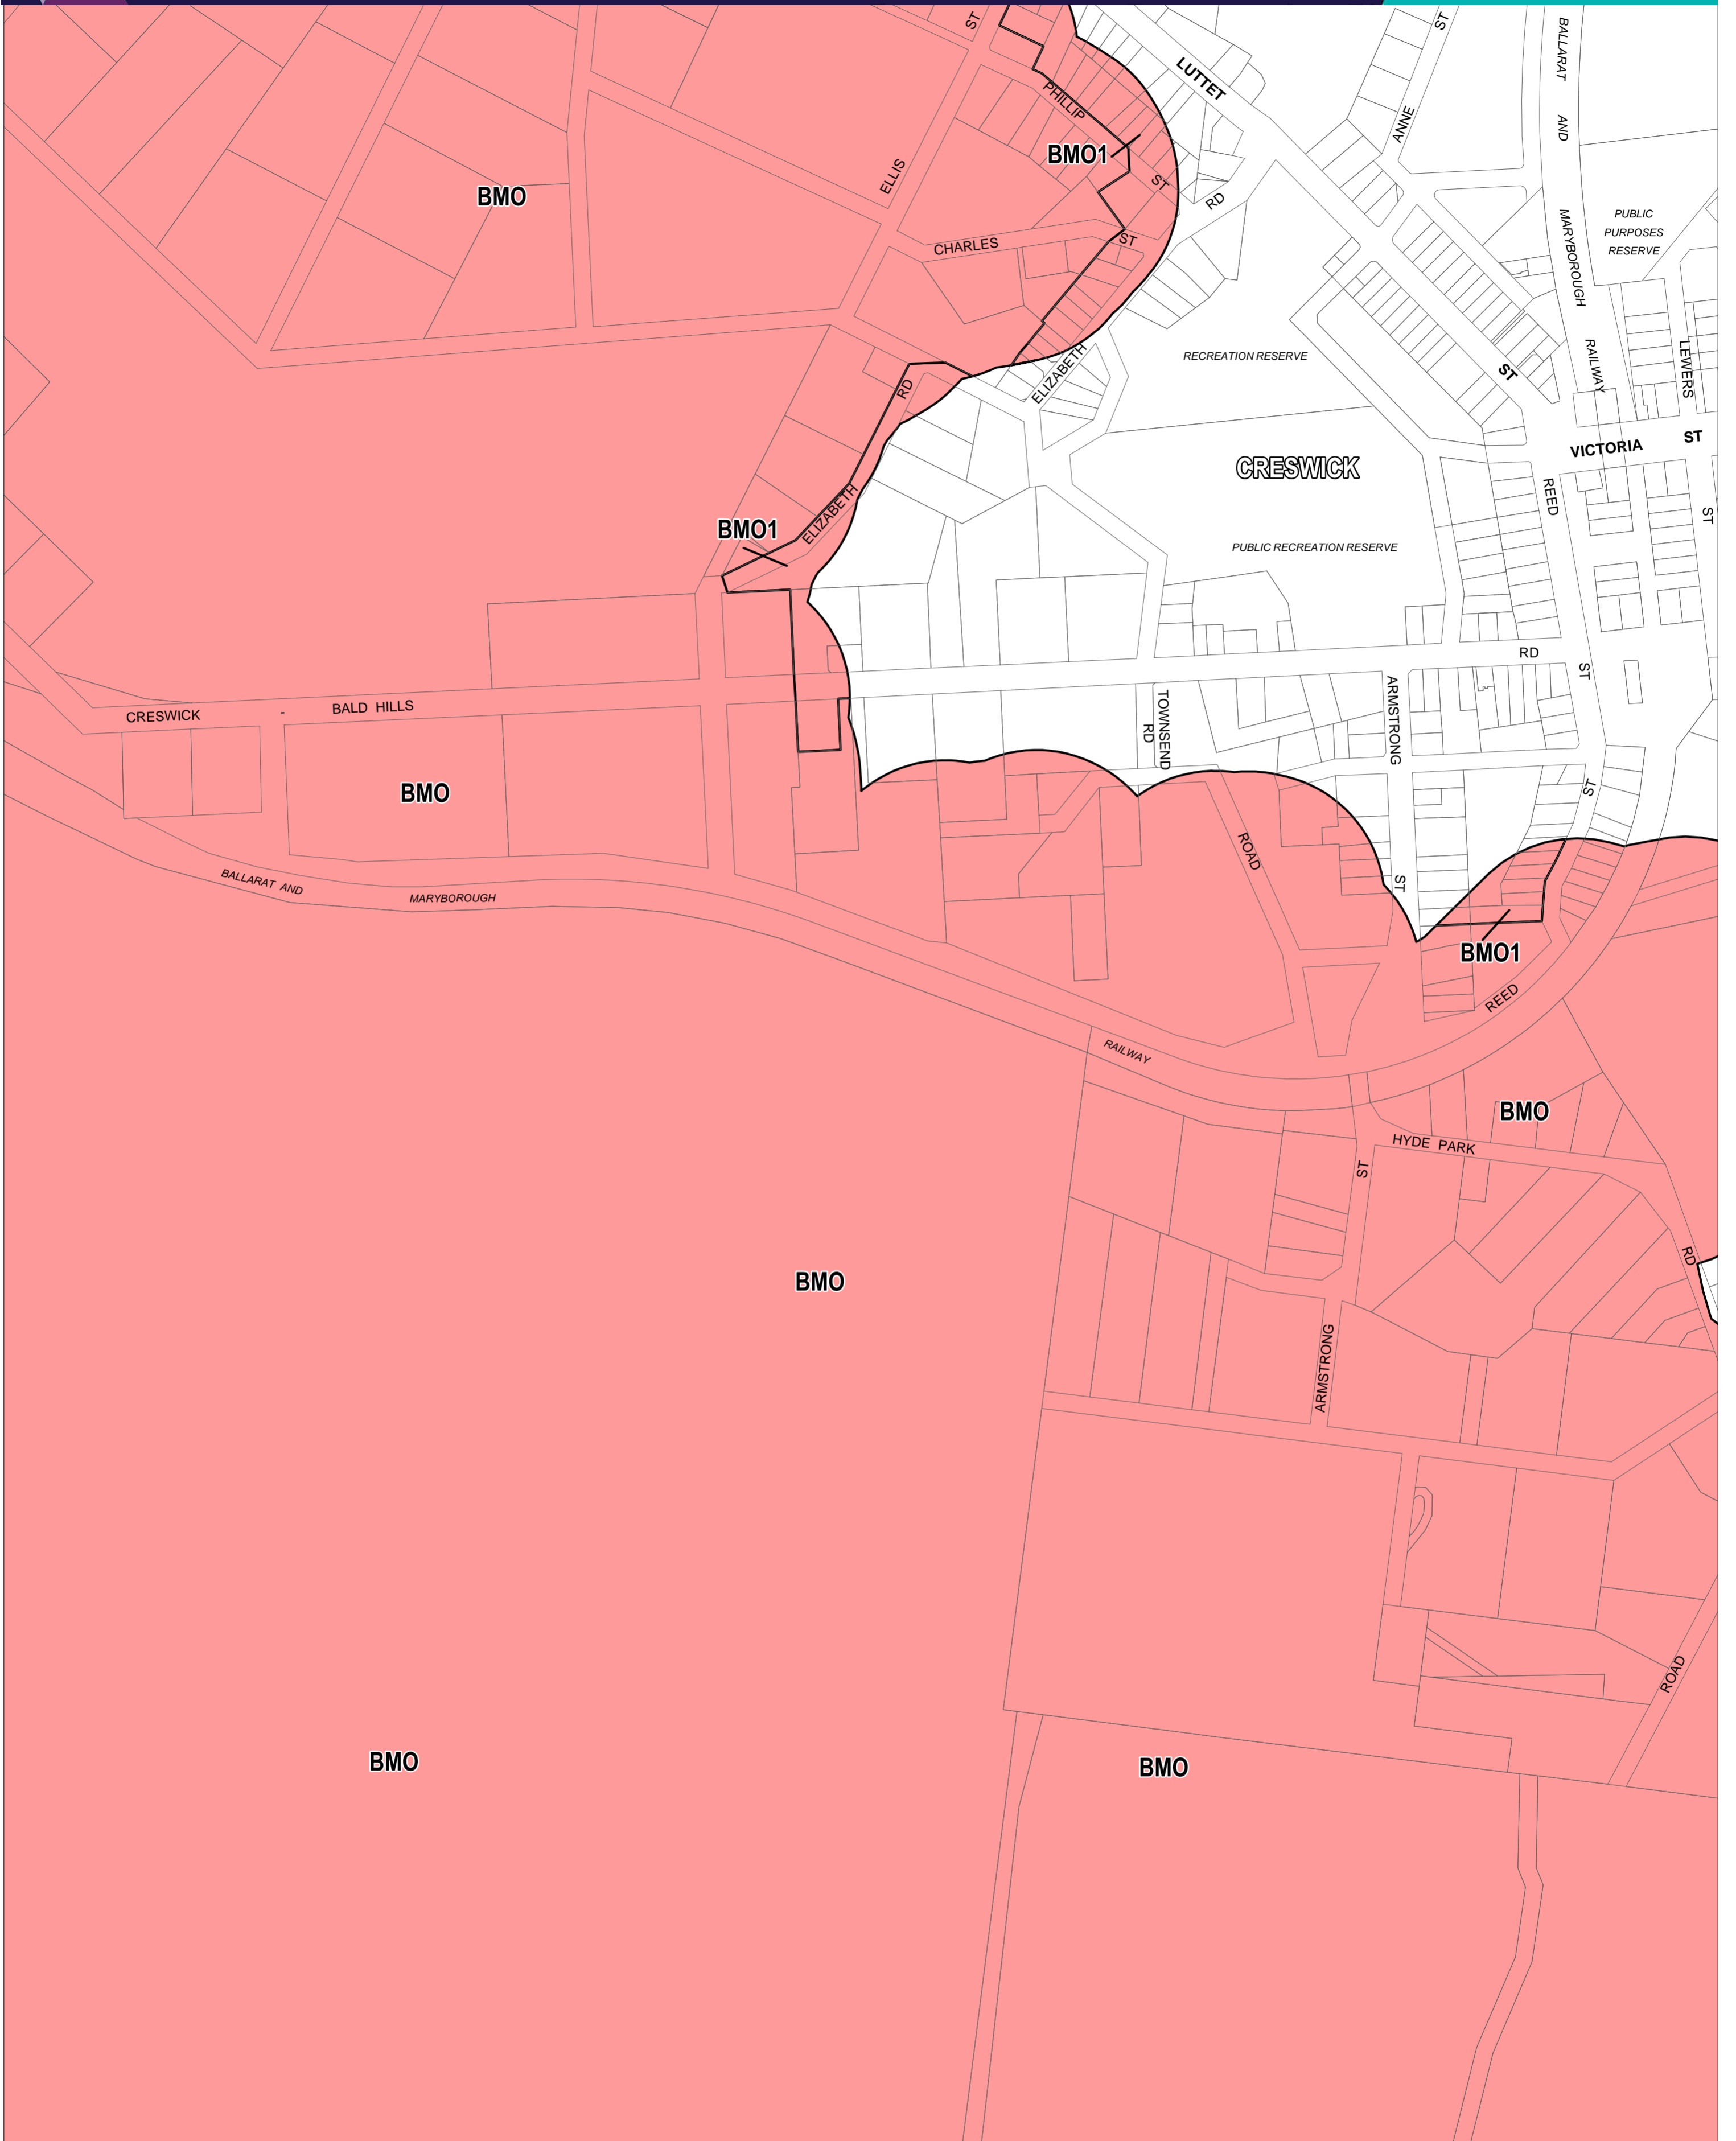 ST
LUTTET
ST
BALLARAT AND
MARYBOROUGH
RAILWAY
PHILLIP
ST
ANNE
BMO1
ELLIS
BMO
RD
PUBLIC
PURPOSES
RESERVE
CHARLES
ST
RECREATION RESERVE
ELIZABETH
ST
LEWERS
RD
VICTORIA
ST
CRESWICK
REED
ST
BMO1
ELIZABETH
PUBLIC RECREATION RESERVE
RD
ST
CRESWICK
-
BALD HILLS
TOWNSEND
RD
ARMSTRONG
ST
BMO
ROAD
ST
BALLARAT AND
MARYBOROUGH
BMO1
REED
RAILWAY
BMO
HYDE PARK
ST
RD
BMO
ARMSTRONG
ROAD
BMO
BMO